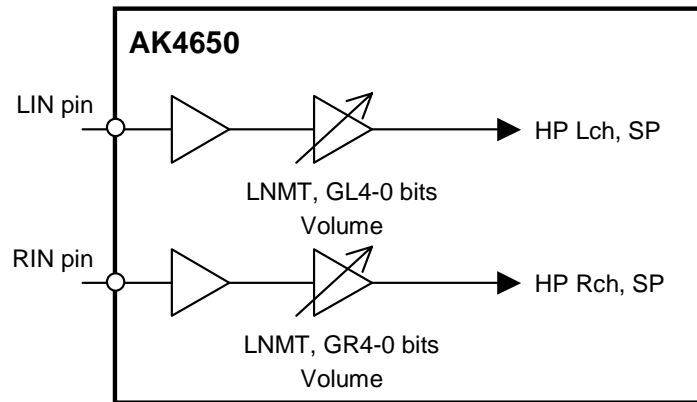 AK4650
LIN pin
HP Lch, SP
LNMT, GL4-0 bits
Volume
RIN pin
HP Rch, SP
LNMT, GR4-0 bits
Volume